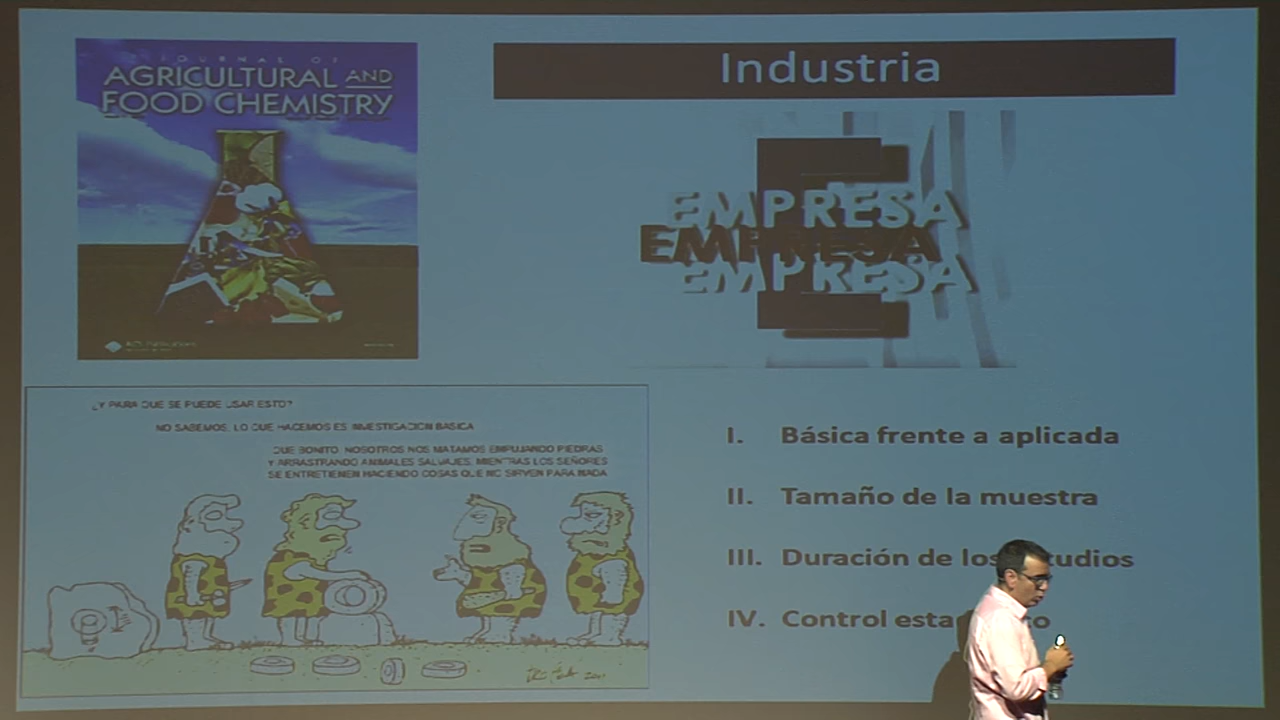 JOURNAL OF
AGRICULTURAL AND
FOOD CHEMISTRY
ACS Publications
Industria
EMPRESA
EMPRESA
EMPRESA
¿Y PARA QUE SE PUEDE USAR ESTO?
NO SABEMOS, LO QUE HACEMOS ES INVESTIGACION BASICA
QUE BONITO, NOSOTROS NOS MATAMOS EMPUJANDO PIEDRAS
Y ARRASTRANDO ANIMALES SALVAJES, MIENTRAS LOS SEÑORES
SE ENTRETIENEN HACIENDO COSAS QUE NO SIRVEN PARA NADA
I. Básica frente a aplicada
II. Tamaño de la muestra
III. Duración de los
IV. Control